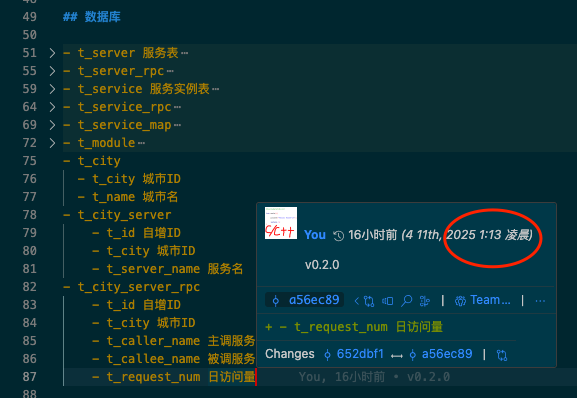 48
49 ## 数据库
50
51 - t_server 服务表…
55 - t_server_rpc…
59 - t_service 服务实例表…
64 - t_service_rpc…
69 - t_service_map…
72 - t_module…
75 - t_city
76 - t_city 城市ID
77 - t_name 城市名
78 - t_city_server
79 - t_id 自增ID
80 - t_city 城市ID
81 - t_server_name 服务名
82 - t_city_server_rpc
83 - t_id 自增ID
84 - t_city 城市ID
85 - t_caller_name 主调服务
86 - t_callee_name 被调服务
87 - t_request_num 日访问量 You, 16小时前 • v0.2.0
88
C/C++
You 16小时前 (4 11th, 2025 1:13 凌晨)
v0.2.0
a56ec89 | Team... | ...
+ - t_request_num 日访问量
Changes 652dbf1 ↔ a56ec89 |